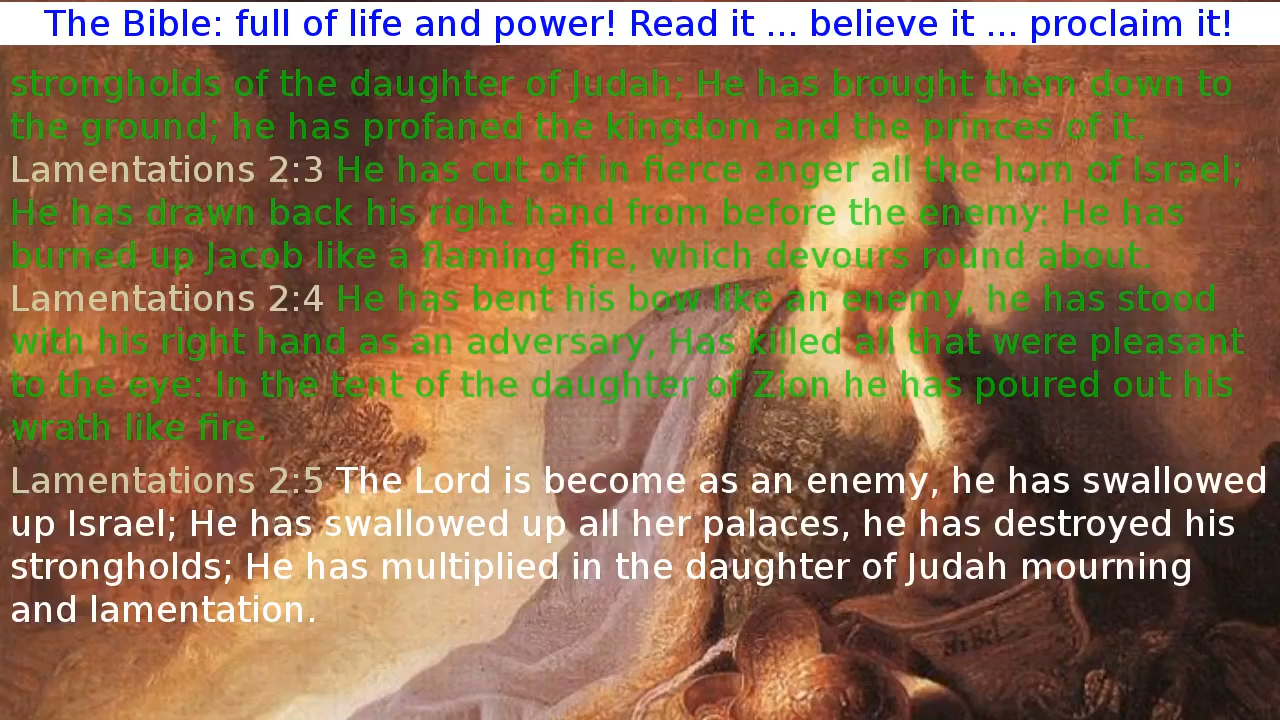 The Bible: full of life and power! Read it ... believe it ... proclaim it!
strongholds of the daughter of Judah; He has brought them down to
the ground; he has profaned the kingdom and the princes of it.
Lamentations 2:3 He has cut off in fierce anger all the horn of Israel;
He has drawn back his right hand from before the enemy: He has
burned up Jacob like a flaming fire, which devours round about.
Lamentations 2:4 He has bent his bow like an enemy, he has stood
with his right hand as an adversary, Has killed all that were pleasant
to the eye: In the tent of the daughter of Zion he has poured out his
wrath like fire.
Lamentations 2:5 The Lord is become as an enemy, he has swallowed
up Israel; He has swallowed up all her palaces, he has destroyed his
strongholds; He has multiplied in the daughter of Judah mourning
and lamentation.